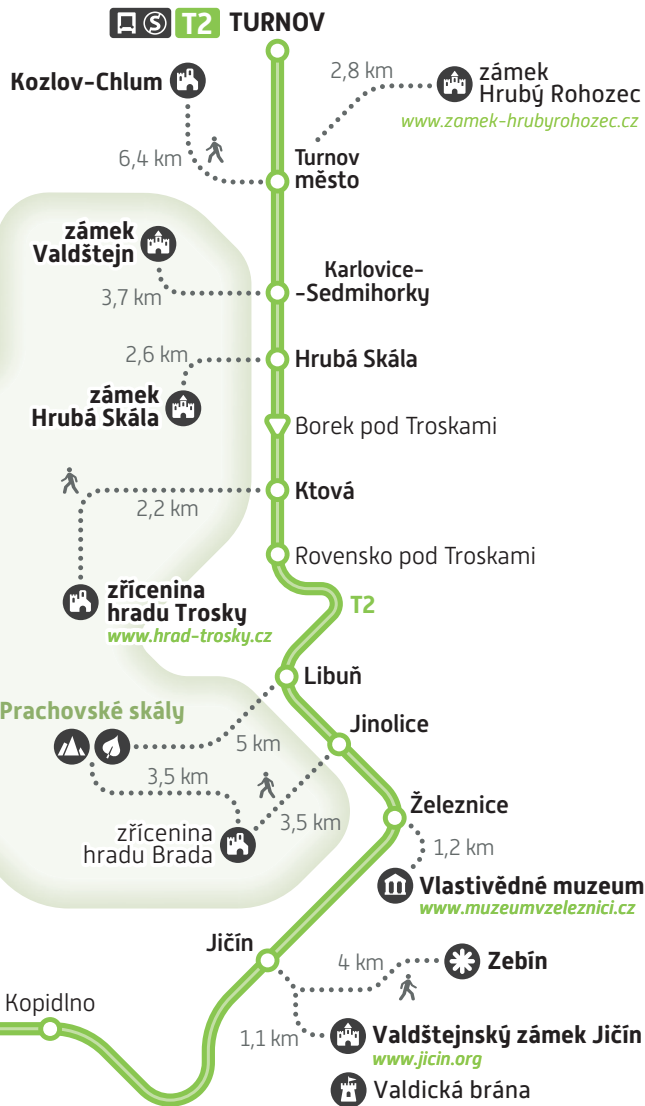 T2 TURNOV
Kozlov-Chlum
2,8 km
zámek
Hrubý Rohozec
www.zamek-hrubyrohozec.cz
6,4 km
Turnov
město
zámek
Valdštejn
3,7 km
Karlovice-
-Sedmihorky
2,6 km
Hrubá Skála
zámek
Hrubá Skála
Borek pod Troskami
Ktová
2,2 km
Rovensko pod Troskami
zřícenina
hradu Trosky
www.hrad-trosky.cz
T2
Libuň
Prachovské skály
5 km
Jinolice
3,5 km
3,5 km
zřícenina
hradu Brada
Železnice
1,2 km
Vlastivědné muzeum
www.muzeumvzeleznici.cz
Jičín
4 km
Zebín
Kopidlno
1,1 km
Valdštejnský zámek Jičín
www.jicin.org
Valdická brána